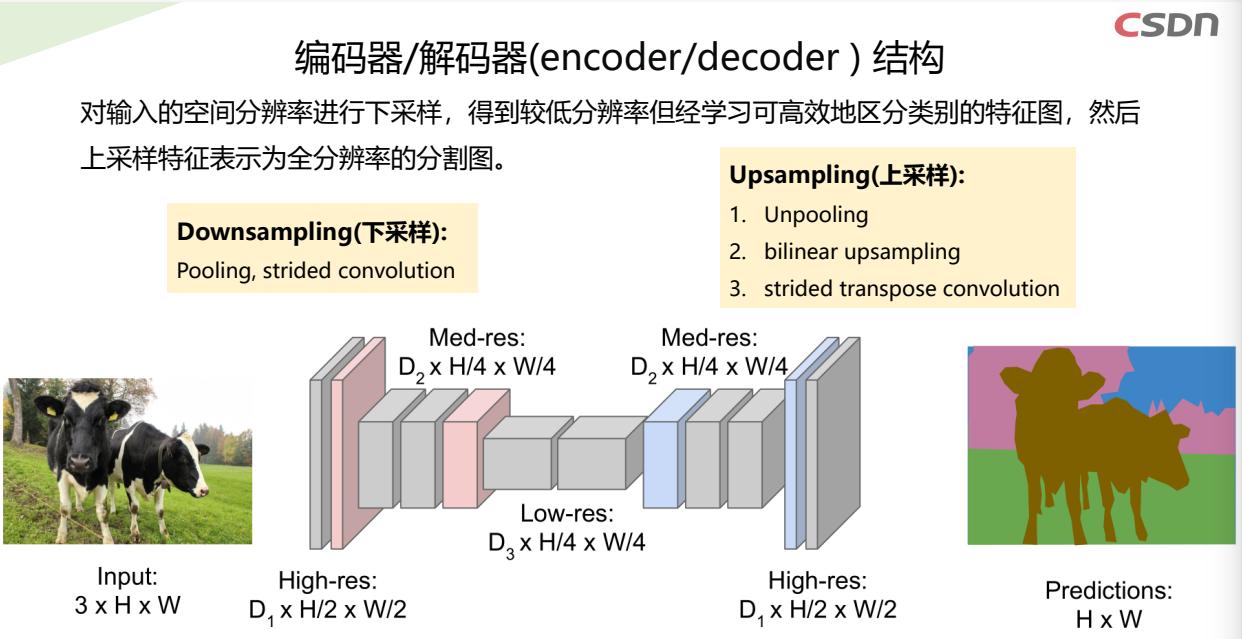 CSDN
编码器/解码器(encoder/decoder ) 结构
对输入的空间分辨率进行下采样，得到较低分辨率但经学习可高效地区分类别的特征图，然后
上采样特征表示为全分辨率的分割图。
Downsampling(下采样):
Pooling, strided convolution
Upsampling(上采样):
1. Unpooling
2. bilinear upsampling
3. strided transpose convolution
Med-res:
D2 x H/4 x W/4
Med-res:
D2 x H/4 x W/4
Low-res:
D3 x H/4 x W/4
Input:
3 x H x W
High-res:
D1 x H/2 x W/2
High-res:
D1 x H/2 x W/2
Predictions:
H x W